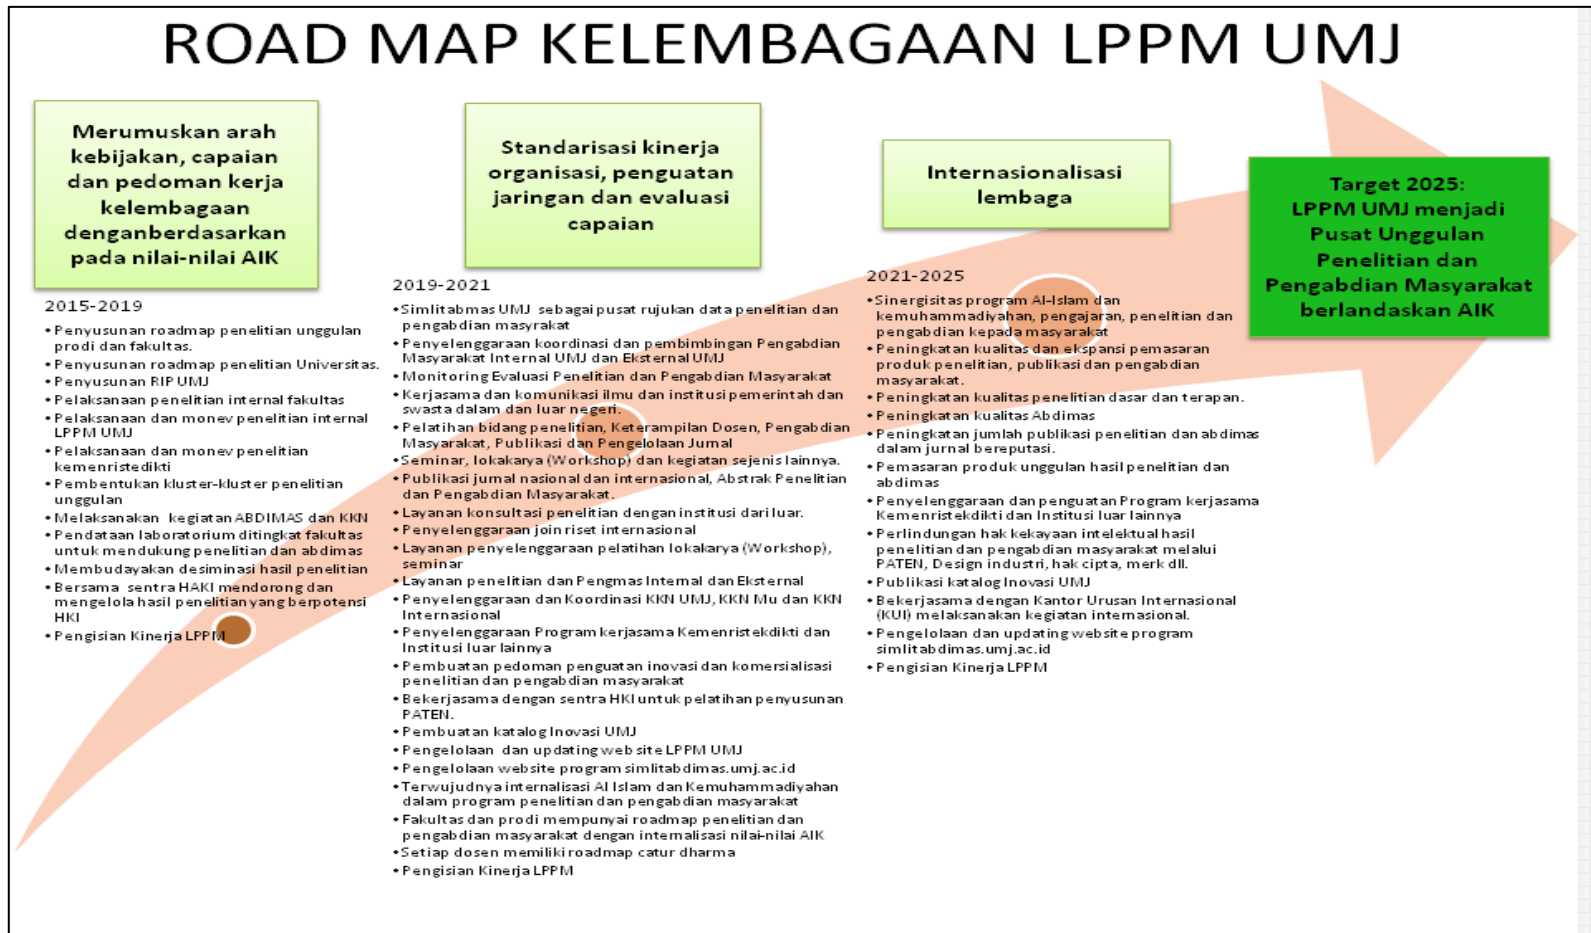 ROAD MAP KELEMBAGAAN LPPM UMJ
Merumuskan arah
kebijakan, capaian
dan pedoman kerja
kelembagaan
denganberdasarkan
pada nilai-nilai AIK
2015-2019
•Penyusunan roadmap penelitian unggulan
prodi dan fakultas.
•Penyusunan roadmap penelitian Universitas.
•Penyusunan RIP UMJ
•Pelaksanaan penelitian internal fakultas
•Pelaksanaan dan monev penelitian internal
LPPM UMJ
•Pelaksanaan dan monev penelitian
kemenristedikti
•Pembentukan kluster-kluster penelitian
unggulan
•Melaksanakan kegiatan ABDIMAS dan KKN
•Pendataan laboratorium ditingkat fakultas
untuk mendukung penelitian dan abdimas
•Membudayakan desiminasi hasil penelitian
•Bersama sentra HAKI mendorong dan
mengelola hasil penelitian yang berpotensi
HKI
•Pengisian Kinerja LPPM
Standarisasi kinerja
organisasi, penguatan
jaringan dan evaluasi
capaian
2019-2021
•Simlitabmas UMJ sebagai pusat rujukan data penelitian dan
pengabdian masyrakat
•Penyelenggaraan koordinasi dan pembimbingan Pengabdian
Masyarakat Internal UMJ dan Eksternal UMJ
•Monitoring Evaluasi Penelitian dan Pengabdian Masyarakat
•Kerjasama dan komunikasi ilmu dan institusi pemerintah dan
swasta dalam dan luar negeri.
•Pelatihan bidang penelitian, Keterampilan Dosen, Pengabdian
Masyarakat, Publikasi dan Pengelolaan Jurnal
•Seminar, lokakarya (Workshop) dan kegiatan sejenis lainnya.
•Publikasi jurnal nasional dan internasional, Abstrak Penelitian
dan Pengabdian Masyarakat.
•Layanan konsultasi penelitian dengan institusi dari luar.
•Penyelenggaraan join riset internasional
•Layanan penyelenggaraan pelatihan lokakarya (Workshop),
seminar
•Layanan penelitian dan Pengmas Internal dan Eksternal
•Penyelenggaraan dan Koordinasi KKN UMJ, KKN Mu dan KKN
Internasional
•Penyelenggaraan Program kerjasama Kemenristekdikti dan
Institusi luar lainnya
•Pembuatan pedoman penguatan inovasi dan komersialisasi
penelitian dan pengabdian masyarakat
•Bekerjasama dengan sentra HKI untuk pelatihan penyusunan
PATEN.
•Pembuatan katalog Inovasi UMJ
•Pengelolaan dan updating website LPPM UMJ
•Pengelolaan website program simlitabdimas.umj.ac.id
•Terwujudnya internalisasi Al Islam dan Kemuhammadiyahan
dalam program penelitian dan pengabdian masyarakat
•Fakultas dan prodi mempunyai roadmap penelitian dan
pengabdian masyarakat dengan internalisasi nilai-nilai AIK
•Setiap dosen memiliki roadmap catur dharma
•Pengisian Kinerja LPPM
Internasionalisasi
lembaga
2021-2025
•Sinergisitas program Al-Islam dan
kemuhammadiyahan, pengajaran, penelitian dan
pengabdian kepada masyarakat
•Peningkatan kualitas dan ekspansi pemasaran
produk penelitian, publikasi dan pengabdian
masyarakat.
•Peningkatan kualitas penelitian dasar dan terapan.
•Peningkatan kualitas Abdimas
•Peningkatan jumlah publikasi penelitian dan abdimas
dalam jurnal bereputasi.
•Pemasaran produk unggulan hasil penelitian dan
abdimas
•Penyelenggaraan dan penguatan Program kerjasama
Kemenristekdikti dan Institusi luar lainnya
•Perlindungan hak kekayaan intelektual hasil
penelitian dan pengabdian masyarakat melalui
PATEN, Design industri, hak cipta, merk dll.
•Publikasi katalog Inovasi UMJ
•Bekerjasama dengan Kantor Urusan Internasional
(KUI) melaksanakan kegiatan internasional.
•Pengelolaan dan updating website program
simlitabdimas.umj.ac.id
•Pengisian Kinerja LPPM
Target 2025:
LPPM UMJ menjadi
Pusat Unggulan
Penelitian dan
Pengabdian Masyarakat
berlandaskan AIK